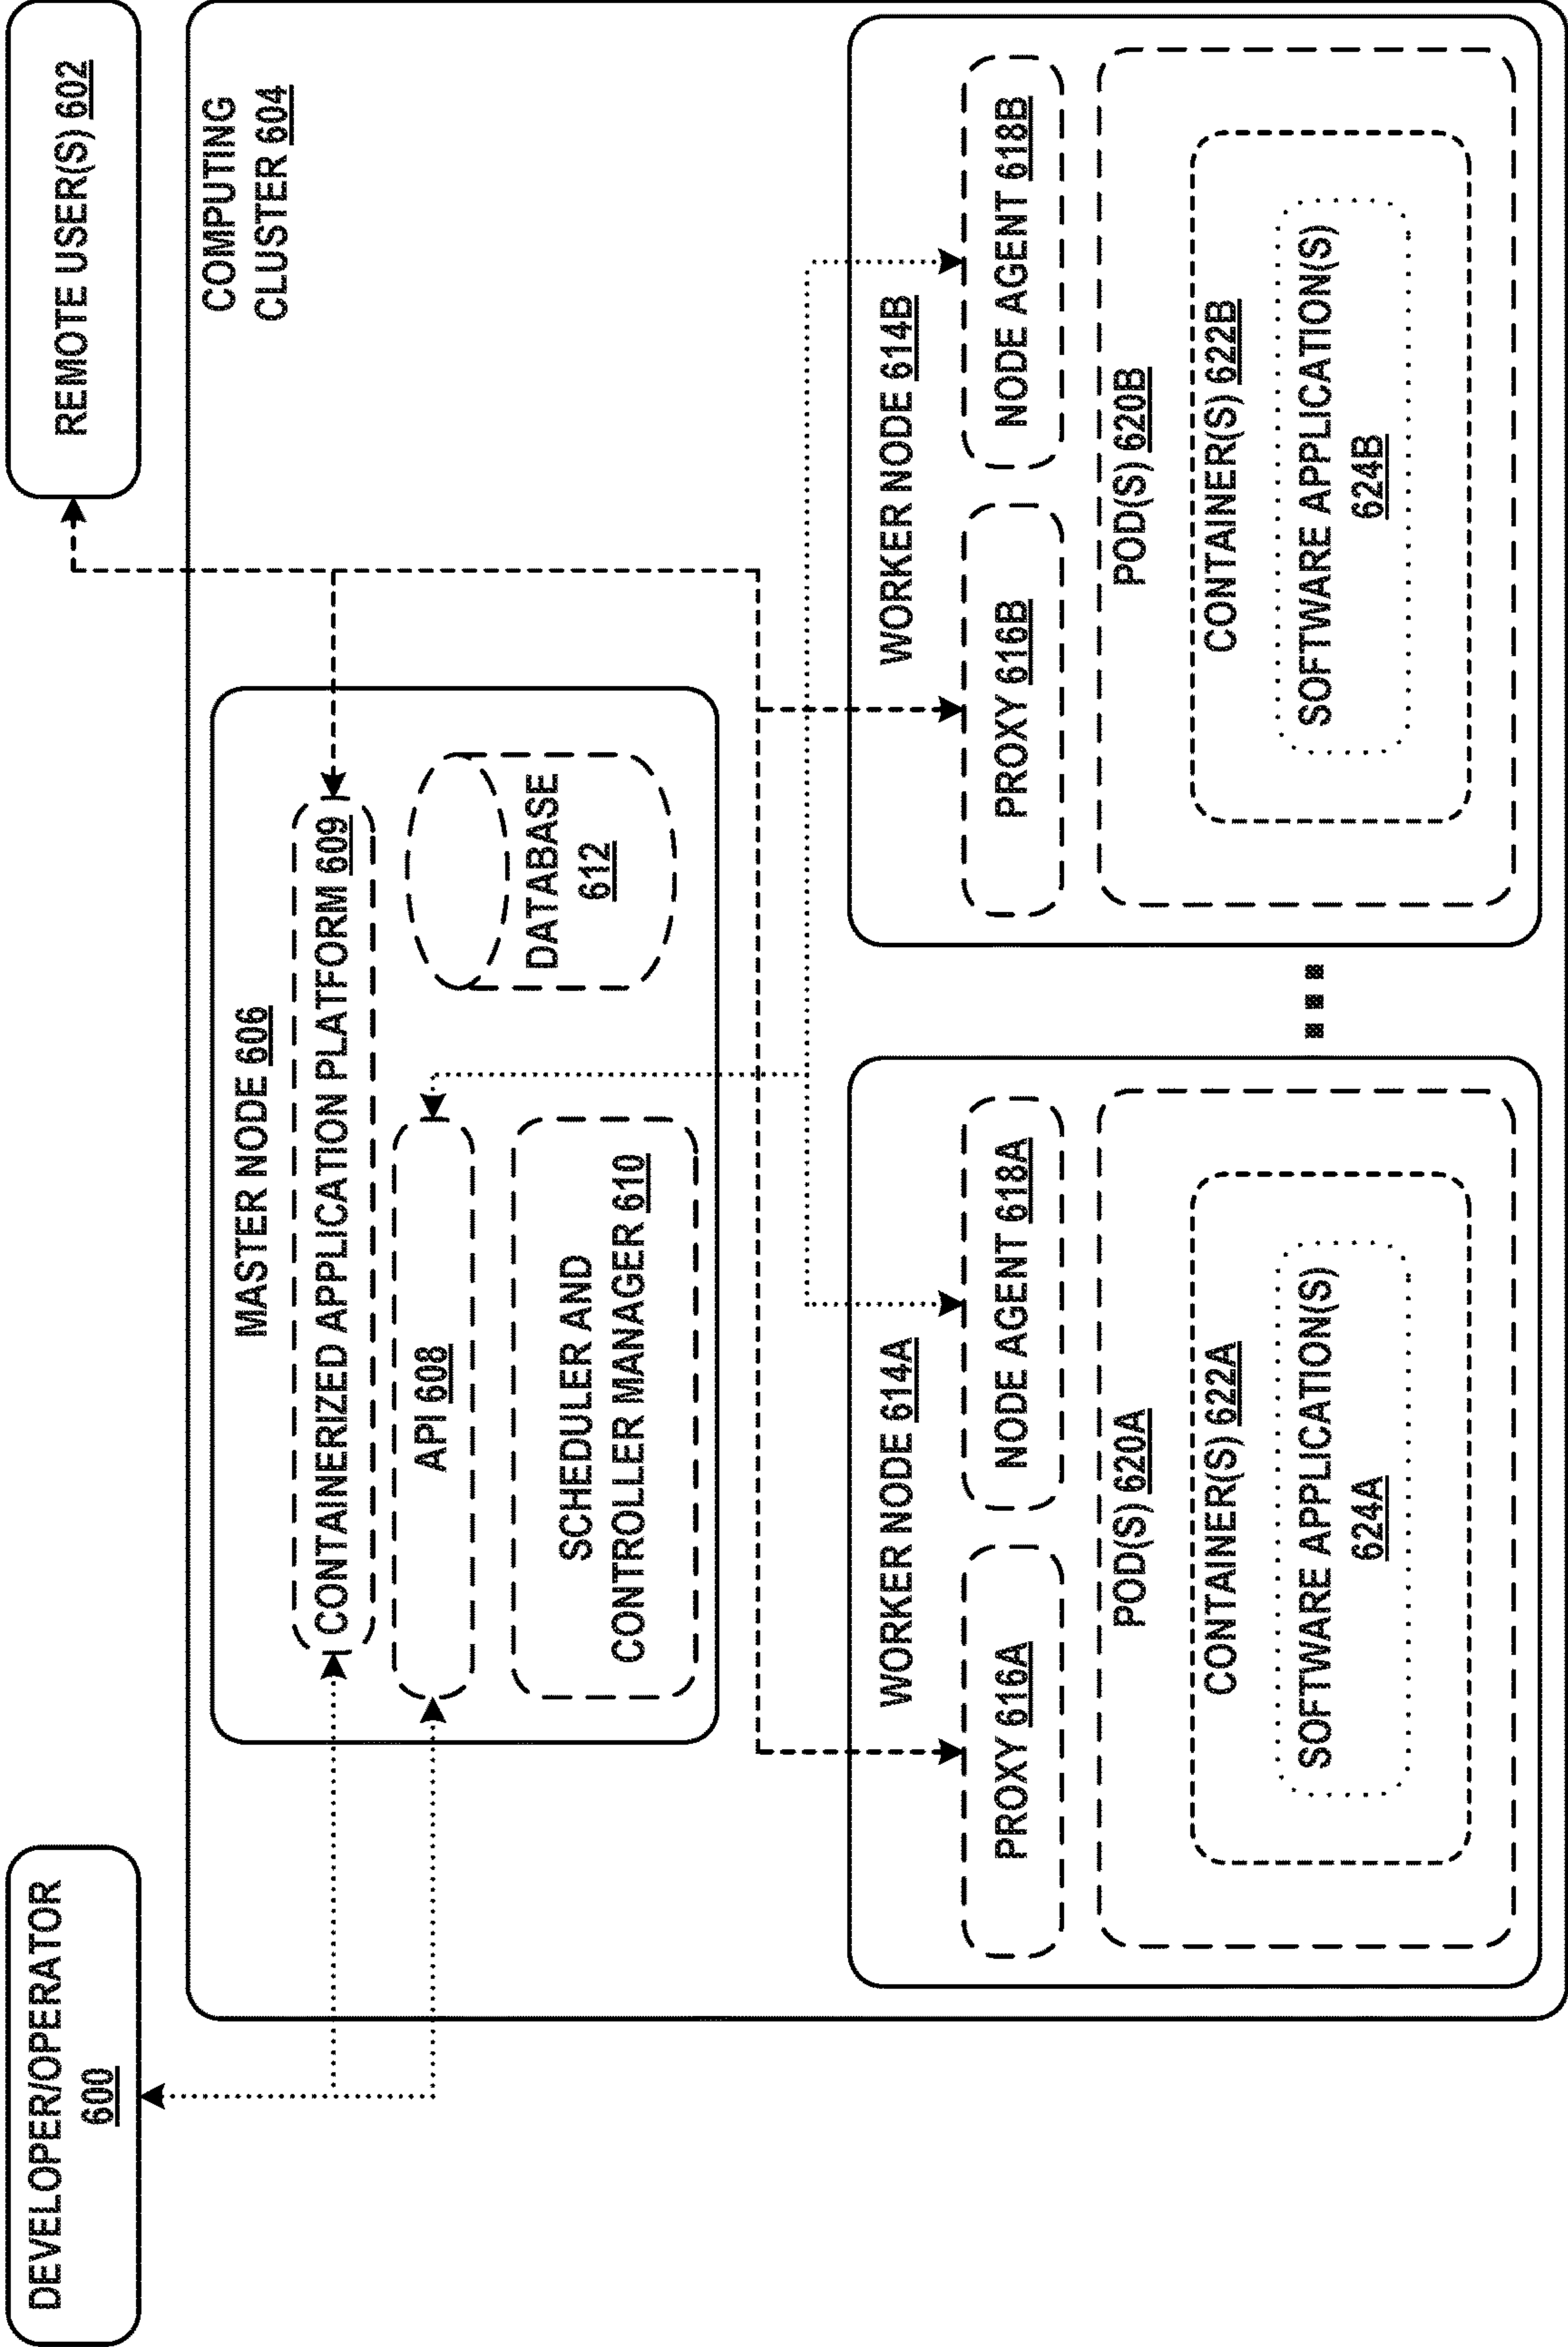 DEVELOPER/OPERATOR
600
REMOTE USER(S) 602
COMPUTING
CLUSTER 604
MASTER NODE 606
CONTAINERIZED APPLICATION PLATFORM 609
API 608
SCHEDULER AND
CONTROLLER MANAGER 610
DATABASE
612
WORKER NODE 614A
PROXY 616A
NODE AGENT 618A
POD(S) 620A
CONTAINER(S) 622A
SOFTWARE APPLICATION(S)
624A
WORKER NODE 614B
PROXY 616B
NODE AGENT 618B
POD(S) 620B
CONTAINER(S) 622B
SOFTWARE APPLICATION(S)
624B